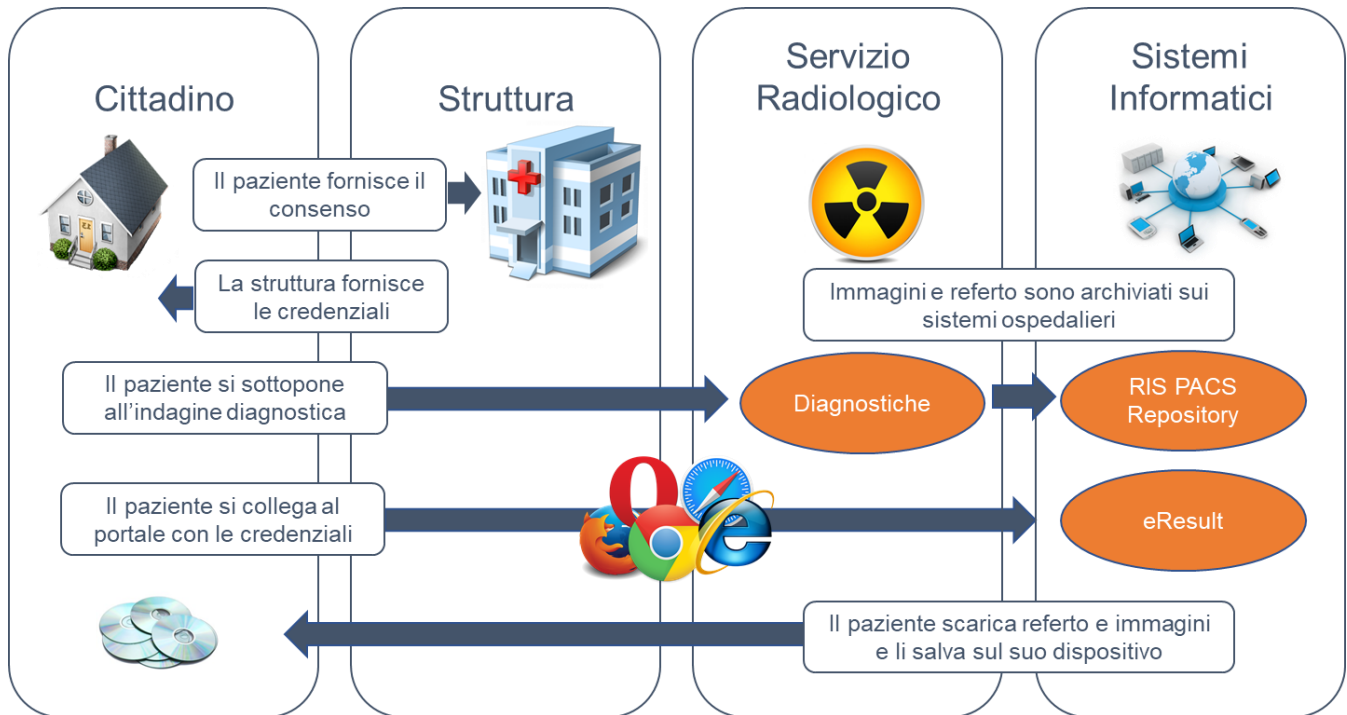 Cittadino
Struttura
Servizio
Radiologico
Sistemi
Informatici
Il paziente fornisce il
consenso
La struttura fornisce
le credenziali
Immagini e referto sono archiviati sui
sistemi ospedalieri
Il paziente si sottopone
all'indagine diagnostica
Diagnostiche
RIS PACS
Repository
Il paziente si collega al
portale con le credenziali
eResult
Il paziente scarica referto e immagini
e li salva sul suo dispositivo